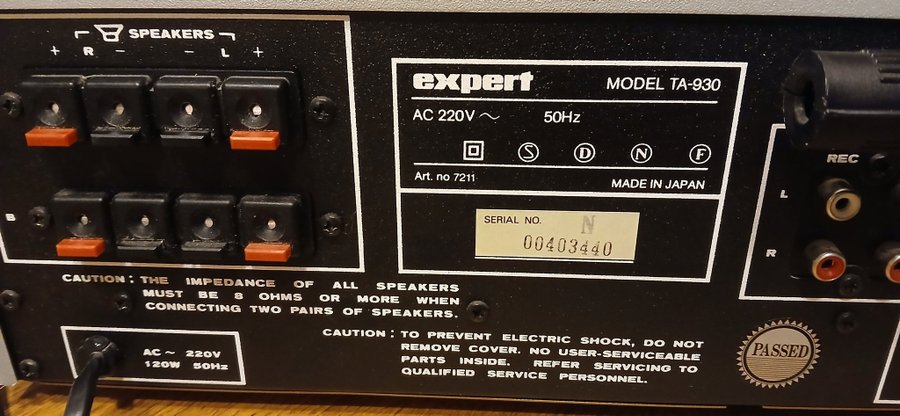 SPEAKERS
+ R - - L +
B
CAUTION: THE IMPEDANCE OF ALL SPEAKERS
MUST BE 8 OHMS OR MORE WHEN
CONNECTING TWO PAIRS OF SPEAKERS.
AC ~ 220V
120W 50Hz
expert MODEL TA-930
AC 220V ~ 50Hz
S D N F
Art. no 7211 MADE IN JAPAN
SERIAL NO. N
00403440
CAUTION: TO PREVENT ELECTRIC SHOCK, DO NOT
REMOVE COVER. NO USER-SERVICEABLE
PARTS INSIDE. REFER SERVICING TO
QUALIFIED SERVICE PERSONNEL.
REC
L
R
PASSED